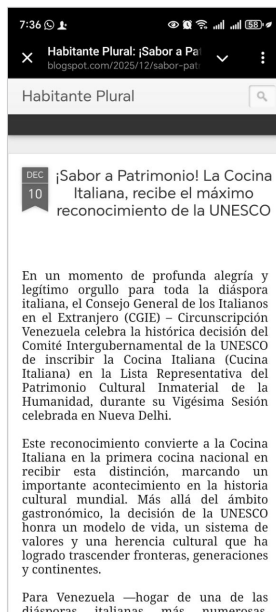 7:36
58
Habitante Plural: ¡Sabor a Pat
blogspot.com/2025/12/sabor-pat
Habitante Plural
DEC
10
¡Sabor a Patrimonio! La Cocina
Italiana, recibe el máximo
reconocimiento de la UNESCO
En un momento de profunda alegría y
legítimo orgullo para toda la diáspora
italiana, el Consejo General de los Italianos
en el Extranjero (CGIE) – Circunscripción
Venezuela celebra la histórica decisión del
Comité Intergubernamental de la UNESCO
de inscribir la Cocina Italiana (Cucina
Italiana) en la Lista Representativa del
Patrimonio Cultural Inmaterial de la
Humanidad, durante su Vigésima Sesión
celebrada en Nueva Delhi.
Este reconocimiento convierte a la Cocina
Italiana en la primera cocina nacional en
recibir esta distinción, marcando un
importante acontecimiento en la historia
cultural mundial. Más allá del ámbito
gastronómico, la decisión de la UNESCO
honra un modelo de vida, un sistema de
valores y una herencia cultural que ha
logrado trascender fronteras, generaciones
y continentes.
Para Venezuela —hogar de una de las
diásporas italianas más numerosas